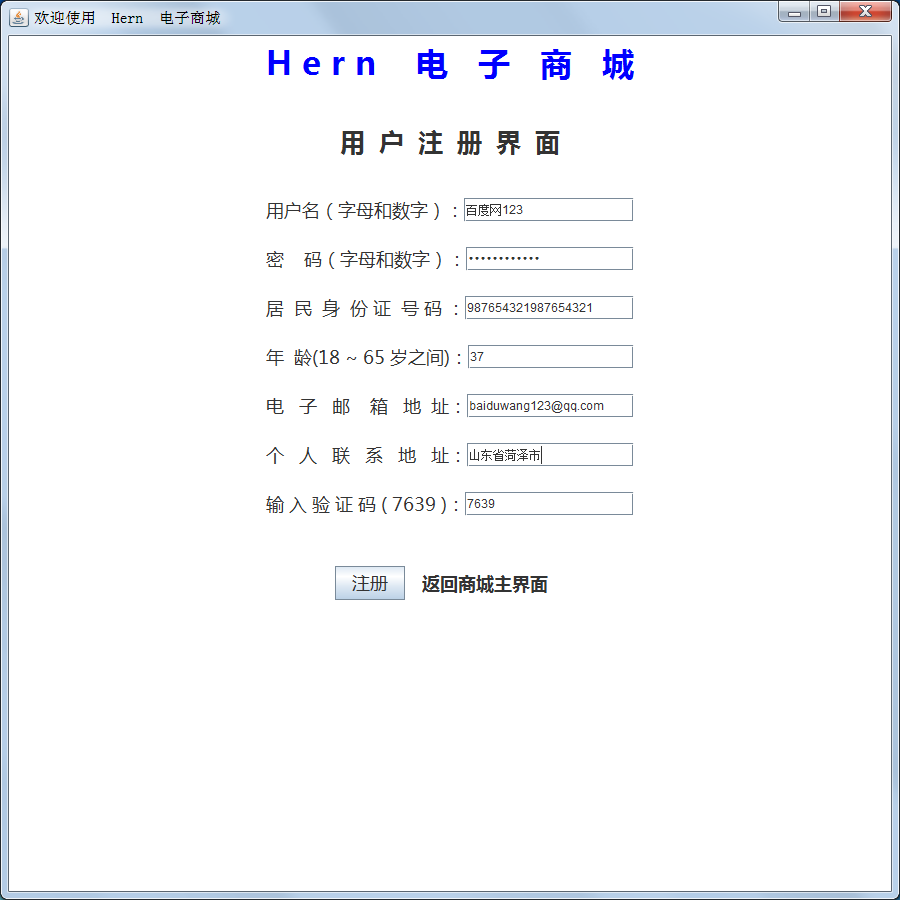 欢迎使用 Hern 电子商城
Hern 电 子 商 城
用 户 注 册 界 面
用户名 ( 字母和数字 ) : 百度网123
密 码 ( 字母和数字 ) : ••••••••••••
居 民 身 份 证 号 码 : 987654321987654321
年 龄(18 ~ 65 岁之间) : 37
电 子 邮 箱 地 址 : baiduwang123@qq.com
个 人 联 系 地 址 : 山东省菏泽市
输 入 验 证 码 ( 7639 ) : 7639
注册 返回商城主界面